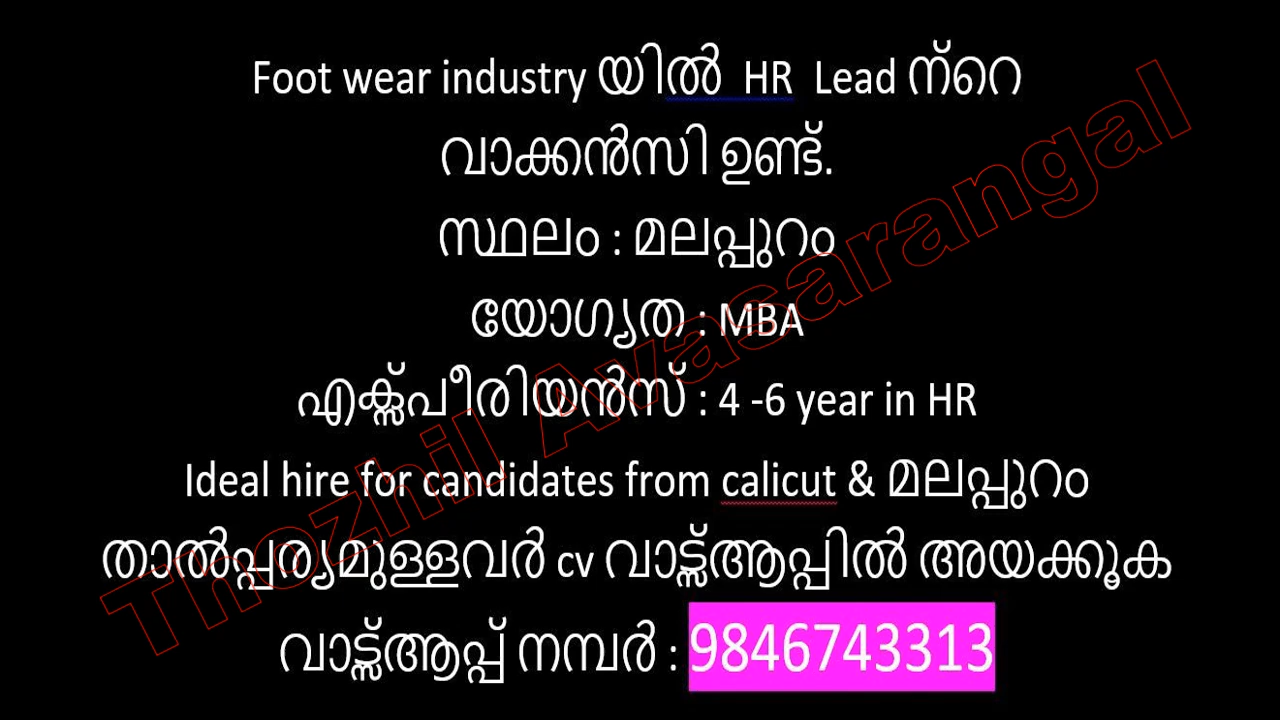 Foot wear industry യിൽ HR Lead ന്റെ
വാക്കൻസി ഉണ്ട്.
സ്ഥലം : മലപ്പുറം
യോഗ്യത : MBA
എക്സ്പീരിയൻസ് : 4 -6 year in HR
Ideal hire for candidates from calicut & മലപ്പുറം
താൽപ്പര്യമുള്ളവർ cv വാട്ട്സ്ആപ്പിൽ അയക്കൂക
വാട്ട്സ്ആപ്പ് നമ്പർ : 9846743313
Thozhil Avasarangal